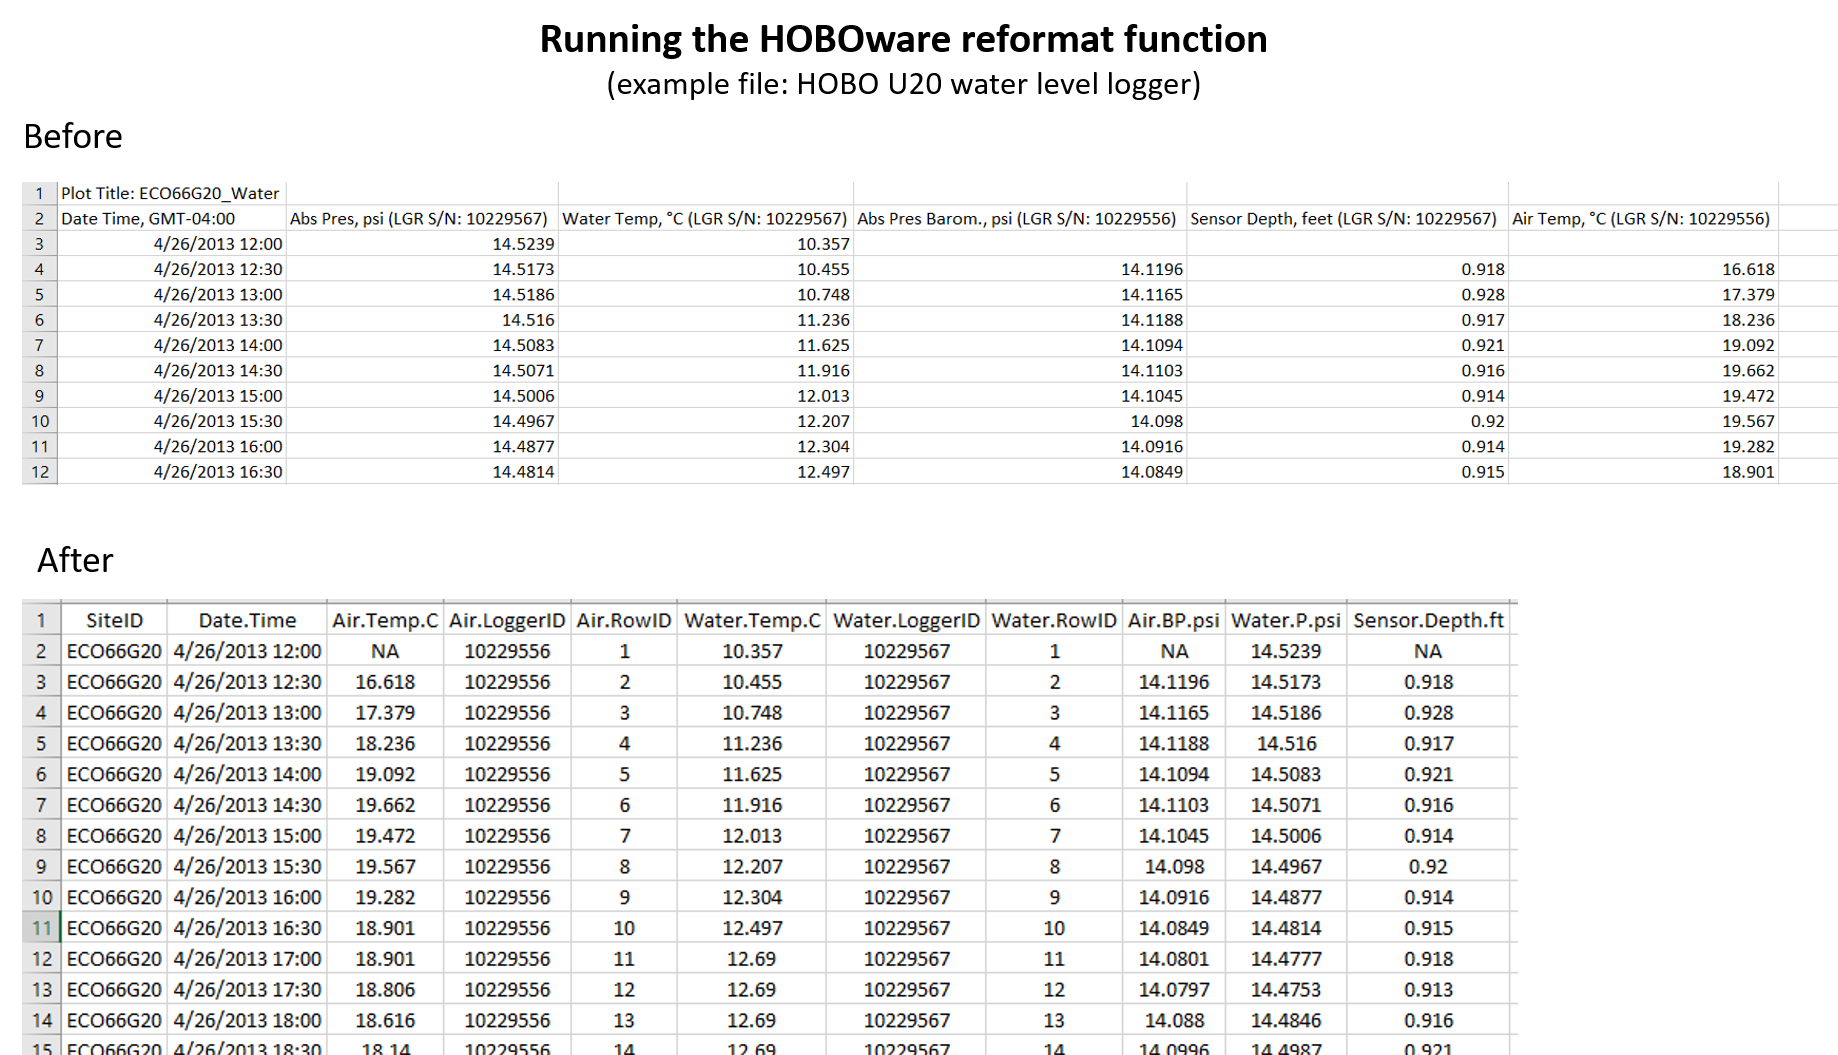 Running the HOBOware reformat function
(example file: HOBO U20 water level logger)
Before
1 Plot Title: ECO66G20_Water
2 Date Time, GMT-04:00 Abs Pres, psi (LGR S/N: 10229567) Water Temp, °C (LGR S/N: 10229567) Abs Pres Barom., psi (LGR S/N: 10229556) Sensor Depth, feet (LGR S/N: 10229567) Air Temp, °C (LGR S/N: 10229556)
3 4/26/2013 12:00 14.5239 10.357
4 4/26/2013 12:30 14.5173 10.455 14.1196 0.918 16.618
5 4/26/2013 13:00 14.5186 10.748 14.1165 0.928 17.379
6 4/26/2013 13:30 14.516 11.236 14.1188 0.917 18.236
7 4/26/2013 14:00 14.5083 11.625 14.1094 0.921 19.092
8 4/26/2013 14:30 14.5071 11.916 14.1103 0.916 19.662
9 4/26/2013 15:00 14.5006 12.013 14.1045 0.914 19.472
10 4/26/2013 15:30 14.4967 12.207 14.098 0.92 19.567
11 4/26/2013 16:00 14.4877 12.304 14.0916 0.914 19.282
12 4/26/2013 16:30 14.4814 12.497 14.0849 0.915 18.901
After
1 SiteID Date.Time Air.Temp.C Air.LoggerID Air.RowID Water.Temp.C Water.LoggerID Water.RowID Air.BP.psi Water.P.psi Sensor.Depth.ft
2 ECO66G20 4/26/2013 12:00 NA 10229556 1 10.357 10229567 1 NA 14.5239 NA
3 ECO66G20 4/26/2013 12:30 16.618 10229556 2 10.455 10229567 2 14.1196 14.5173 0.918
4 ECO66G20 4/26/2013 13:00 17.379 10229556 3 10.748 10229567 3 14.1165 14.5186 0.928
5 ECO66G20 4/26/2013 13:30 18.236 10229556 4 11.236 10229567 4 14.1188 14.516 0.917
6 ECO66G20 4/26/2013 14:00 19.092 10229556 5 11.625 10229567 5 14.1094 14.5083 0.921
7 ECO66G20 4/26/2013 14:30 19.662 10229556 6 11.916 10229567 6 14.1103 14.5071 0.916
8 ECO66G20 4/26/2013 15:00 19.472 10229556 7 12.013 10229567 7 14.1045 14.5006 0.914
9 ECO66G20 4/26/2013 15:30 19.567 10229556 8 12.207 10229567 8 14.098 14.4967 0.92
10 ECO66G20 4/26/2013 16:00 19.282 10229556 9 12.304 10229567 9 14.0916 14.4877 0.914
11 ECO66G20 4/26/2013 16:30 18.901 10229556 10 12.497 10229567 10 14.0849 14.4814 0.915
12 ECO66G20 4/26/2013 17:00 18.901 10229556 11 12.69 10229567 11 14.0801 14.4777 0.918
13 ECO66G20 4/26/2013 17:30 18.806 10229556 12 12.69 10229567 12 14.0797 14.4753 0.913
14 ECO66G20 4/26/2013 18:00 18.616 10229556 13 12.69 10229567 13 14.088 14.4846 0.916
15 ECO66G20 4/26/2013 18:30 18.14 10229556 14 12.69 10229567 14 14.0996 14.4987 0.921